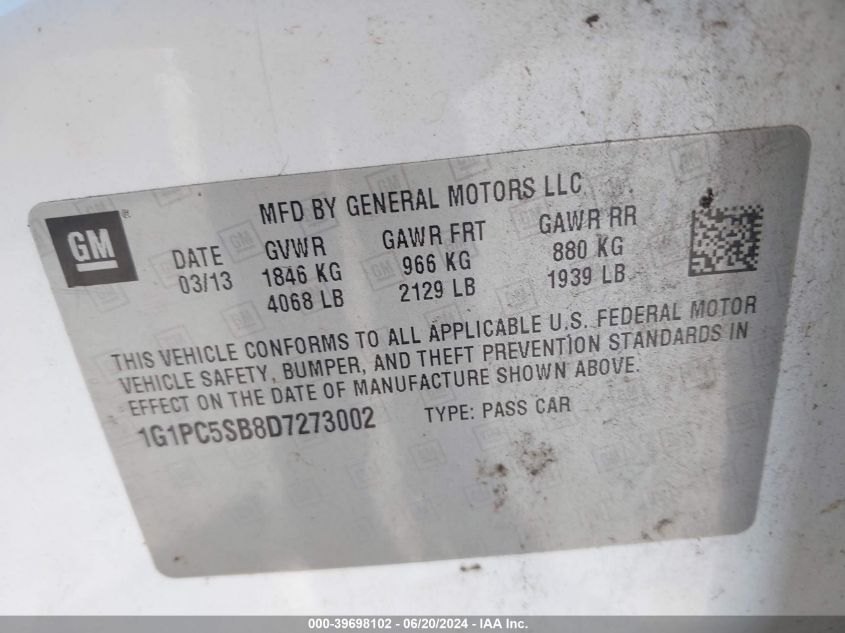 MFD BY GENERAL MOTORS LLC
GM®
DATE GVWR GAWR FRT GAWR RR
03/13 1846 KG 966 KG 880 KG
4068 LB 2129 LB 1939 LB
THIS VEHICLE CONFORMS TO ALL APPLICABLE U.S. FEDERAL MOTOR
VEHICLE SAFETY, BUMPER, AND THEFT PREVENTION STANDARDS IN
EFFECT ON THE DATE OF MANUFACTURE SHOWN ABOVE.
1G1PC5SB8D7273002 TYPE: PASS CAR
000-39698102 / 06/20/2024 - IAA Inc.